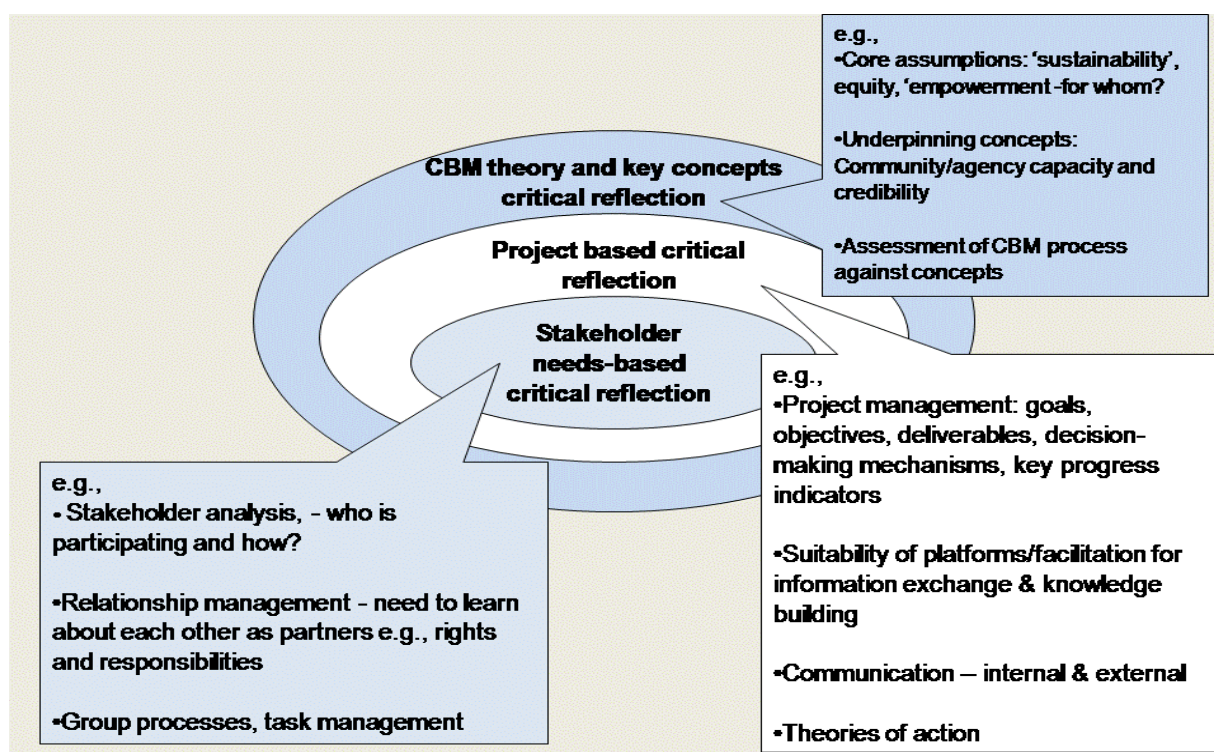 e.g.,
•Core assumptions: ‘sustainability’,
equity, ‘empowerment -for whom?
•Underpinning concepts:
Community/agency capacity and
credibility
•Assessment of CBM process
against concepts
CBM theory and key concepts
critical reflection
Project based critical
reflection
Stakeholder
needs-based
critical reflection
e.g.,
•Project management: goals,
objectives, deliverables, decision-
making mechanisms, key progress
indicators
•Suitability of platforms/facilitation for
information exchange & knowledge
building
•Communication – internal & external
•Theories of action
e.g.,
• Stakeholder analysis, - who is
participating and how?
•Relationship management - need to learn
about each other as partners e.g., rights
and responsibilities
•Group processes, task management